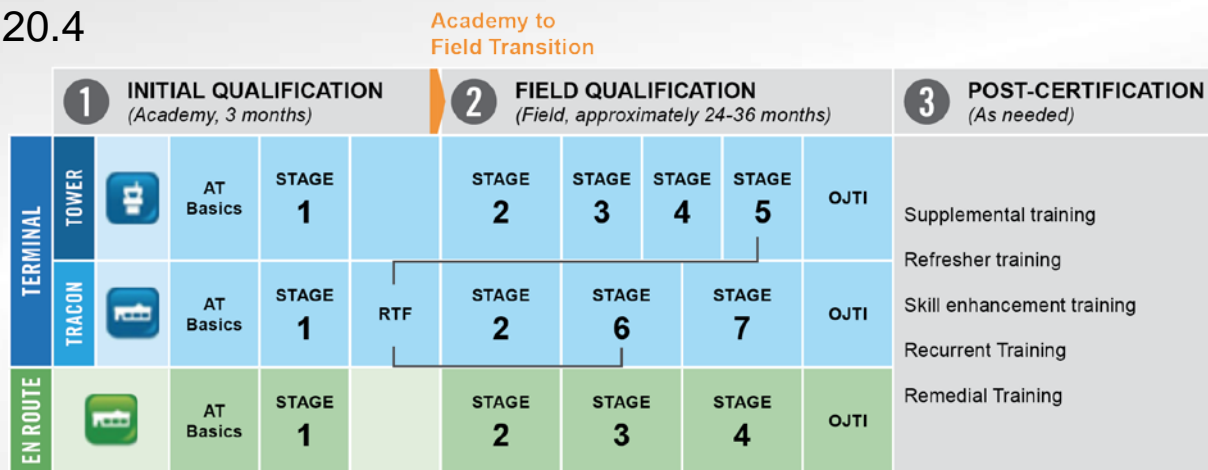 20.4
Academy to
Field Transition
1
INITIAL QUALIFICATION
(Academy, 3 months)
2
FIELD QUALIFICATION
(Field, approximately 24-36 months)
3
POST-CERTIFICATION
(As needed)
TERMINAL
TOWER
AT
Basics
STAGE
1
STAGE
2
STAGE
3
STAGE
4
STAGE
5
OJTI
TRACON
AT
Basics
STAGE
1
RTF
STAGE
2
STAGE
6
STAGE
7
OJTI
EN ROUTE
AT
Basics
STAGE
1
STAGE
2
STAGE
3
STAGE
4
OJTI
Supplemental training
Refresher training
Skill enhancement training
Recurrent Training
Remedial Training